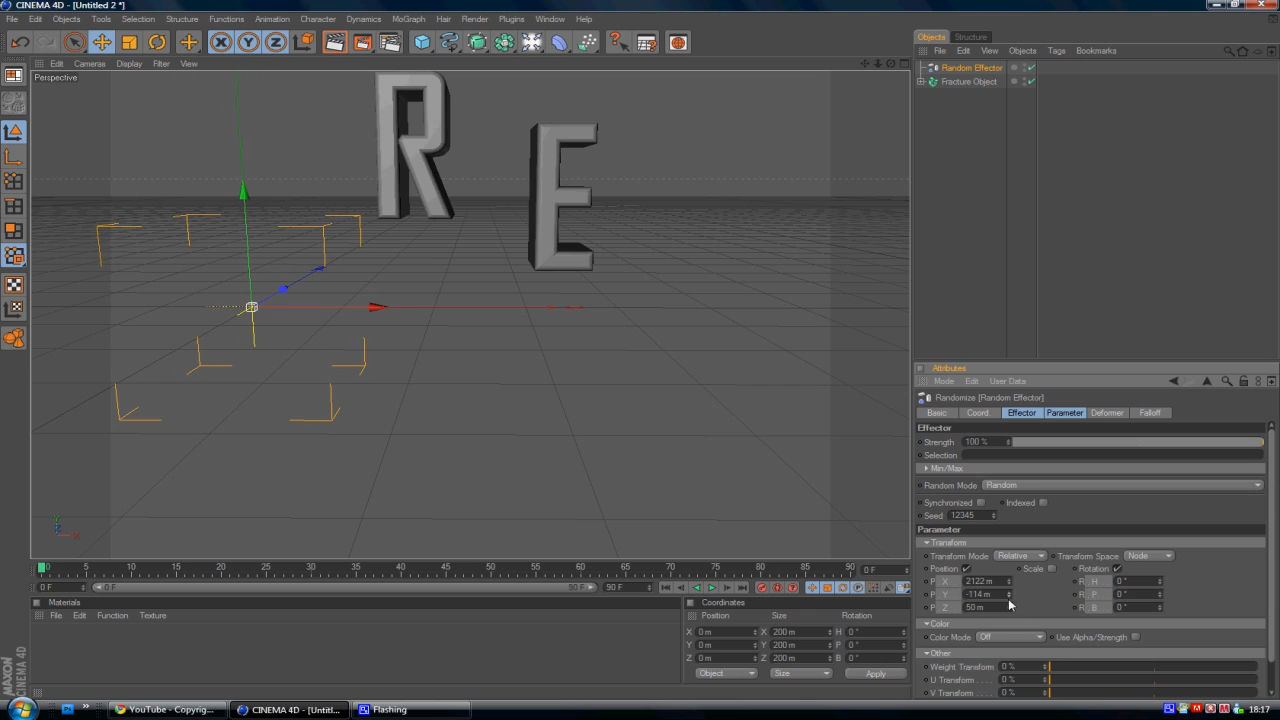 CINEMA 4D - [Untitled 2 *]
File Edit Objects Tools Selection Structure Functions Animation Character Dynamics MoGraph Hair Render Plugins Window Help
Objects Structure
File Edit View Objects Tags Bookmarks
Edit Cameras Display Filter View
Perspective
Random Effector
Fracture Object
R E
Attributes
Mode Edit User Data
Randomize [Random Effector]
Basic Coord. Effector Parameter Deformer Falloff
Effector
Strength 100 %
Selection
Min/Max
Random Mode Random
Synchronized Indexed
Seed 12345
Parameter
Transform
Transform Mode Relative Transform Space Node
Position Scale Rotation
P . X 2122 m R . H 0 °
P . Y -114 m R . P 0 °
P . Z 50 m R . B 0 °
Color
Color Mode Off Use Alpha/Strength
Other
Weight Transform 0 %
U Transform . . . . 0 %
V Transform . . . . 0 %
0 5 10 15 20 25 30 35 40 45 50 55 60 65 70 75 80 85 90 0 F
0 F 0 F 90 F 90 F
Materials
File Edit Function Texture
Coordinates
Position Size Rotation
X 0 m X 200 m H 0 °
Y 0 m Y 200 m P 0 °
Z 0 m Z 200 m B 0 °
Object Size Apply
MAXON CINEMA 4D
YouTube - Copyrig... CINEMA 4D - [Untitl... Flashing 18:17